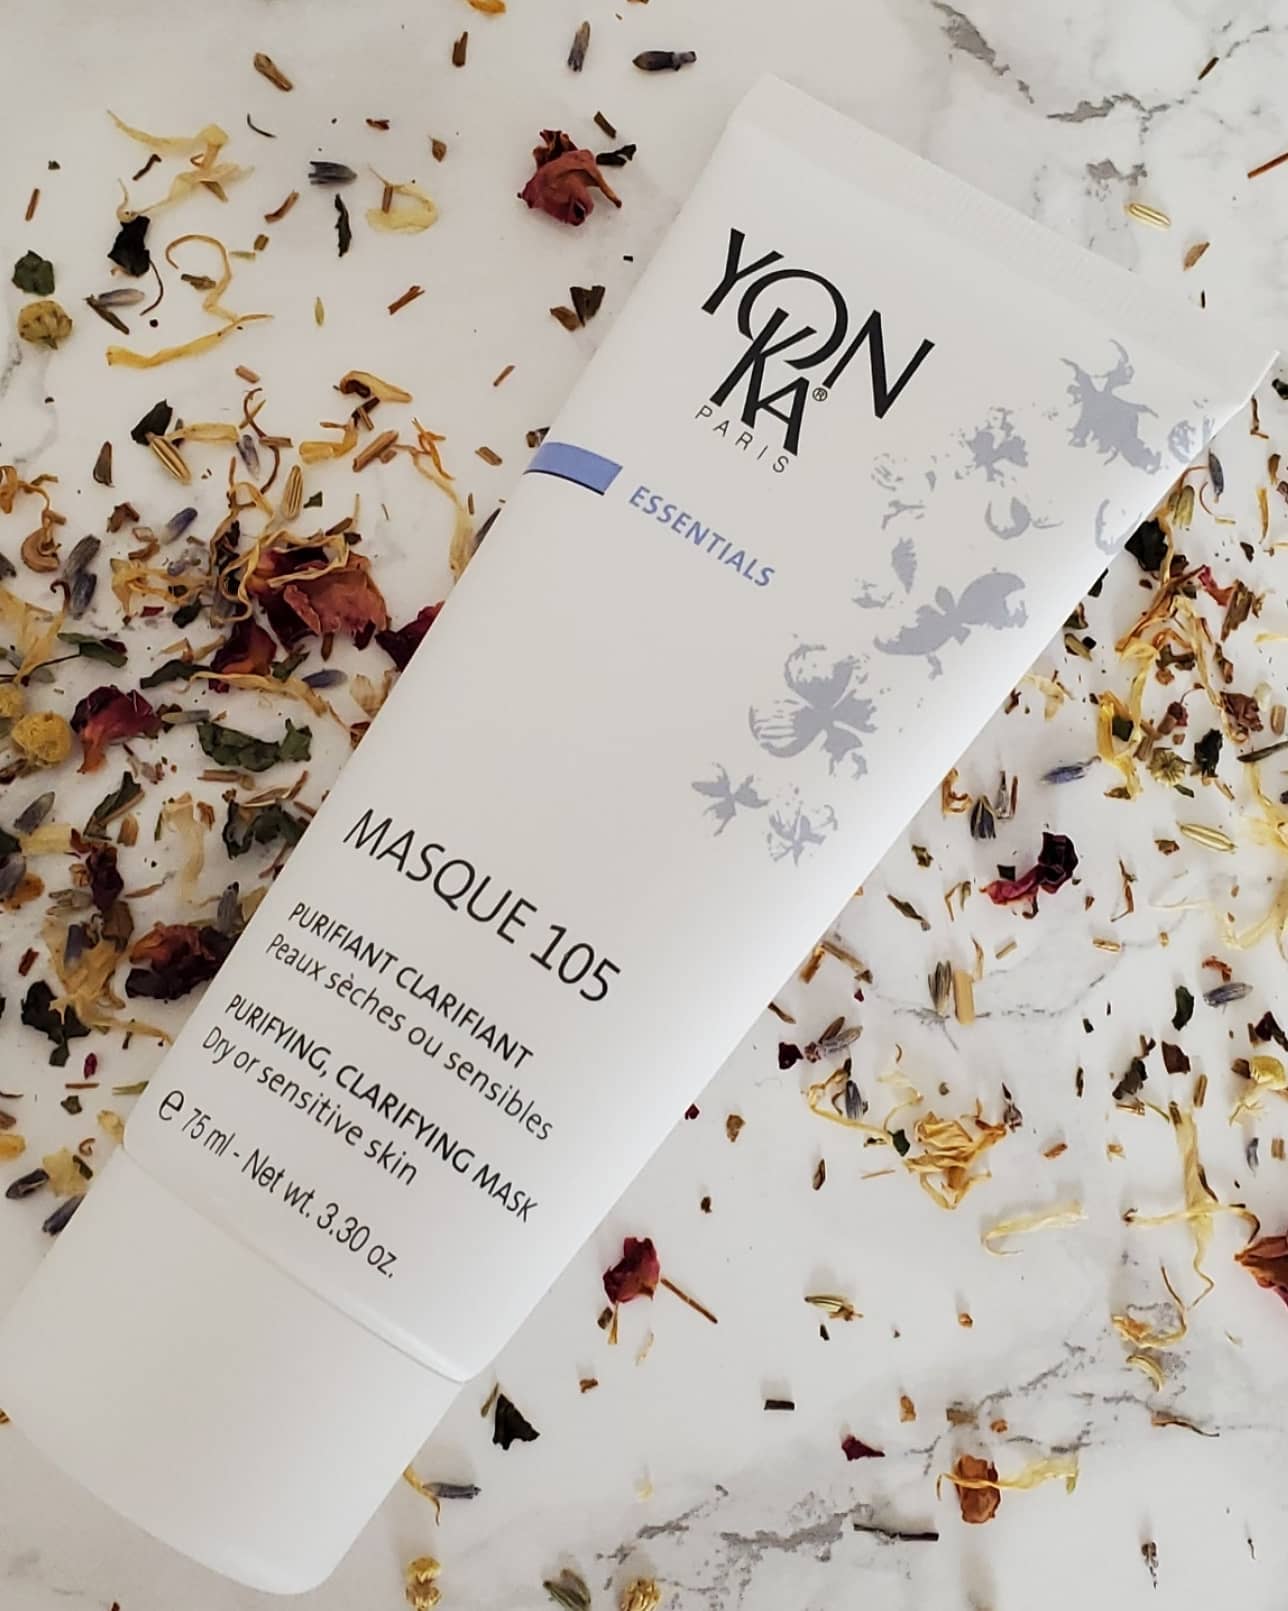 YON
KA®
PARIS
ESSENTIALS
MASQUE 105
PURIFIANT CLARIFIANT
Peaux sèches ou sensibles
PURIFYING, CLARIFYING MASK
Dry or sensitive skin
℮ 75 ml - Net wt. 3.30 oz.